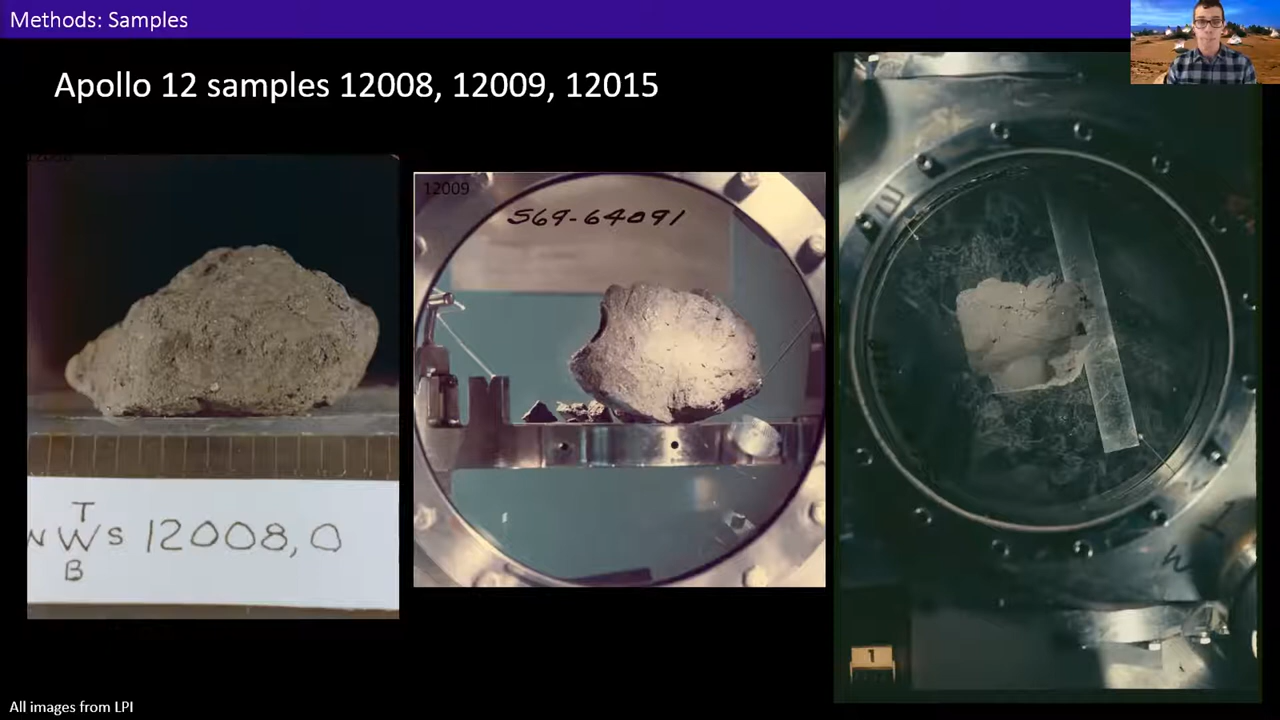 Methods: Samples
Apollo 12 samples 12008, 12009, 12015
12009
S69-64091
T
N W S 12008,0
B
1
All images from LPI